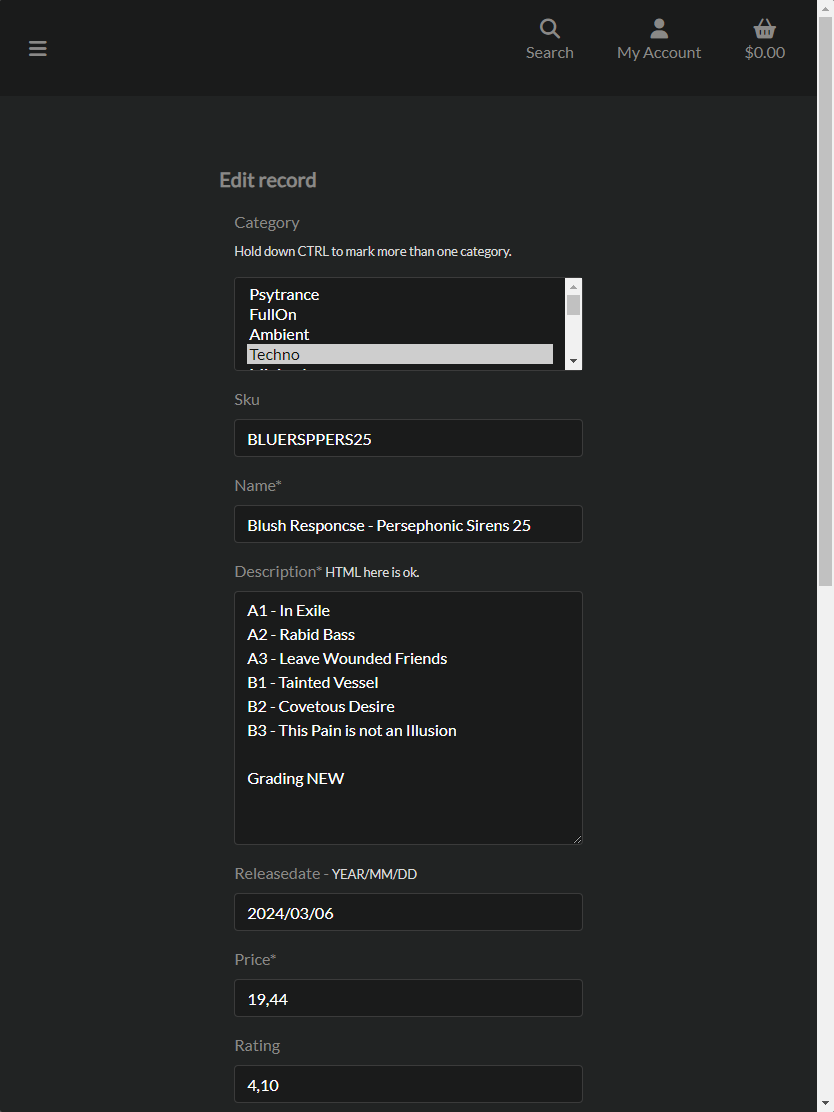 Search
My Account
$0.00
Edit record
Category
Hold down CTRL to mark more than one category.
Psytrance
FullOn
Ambient
Techno
Sku
BLUERSPPERS25
Name*
Blush Responcse - Persephonic Sirens 25
Description* HTML here is ok.
A1 - In Exile
A2 - Rabid Bass
A3 - Leave Wounded Friends
B1 - Tainted Vessel
B2 - Covetous Desire
B3 - This Pain is not an Illusion
Grading NEW
Releasedate - YEAR/MM/DD
2024/03/06
Price*
19,44
Rating
4,10